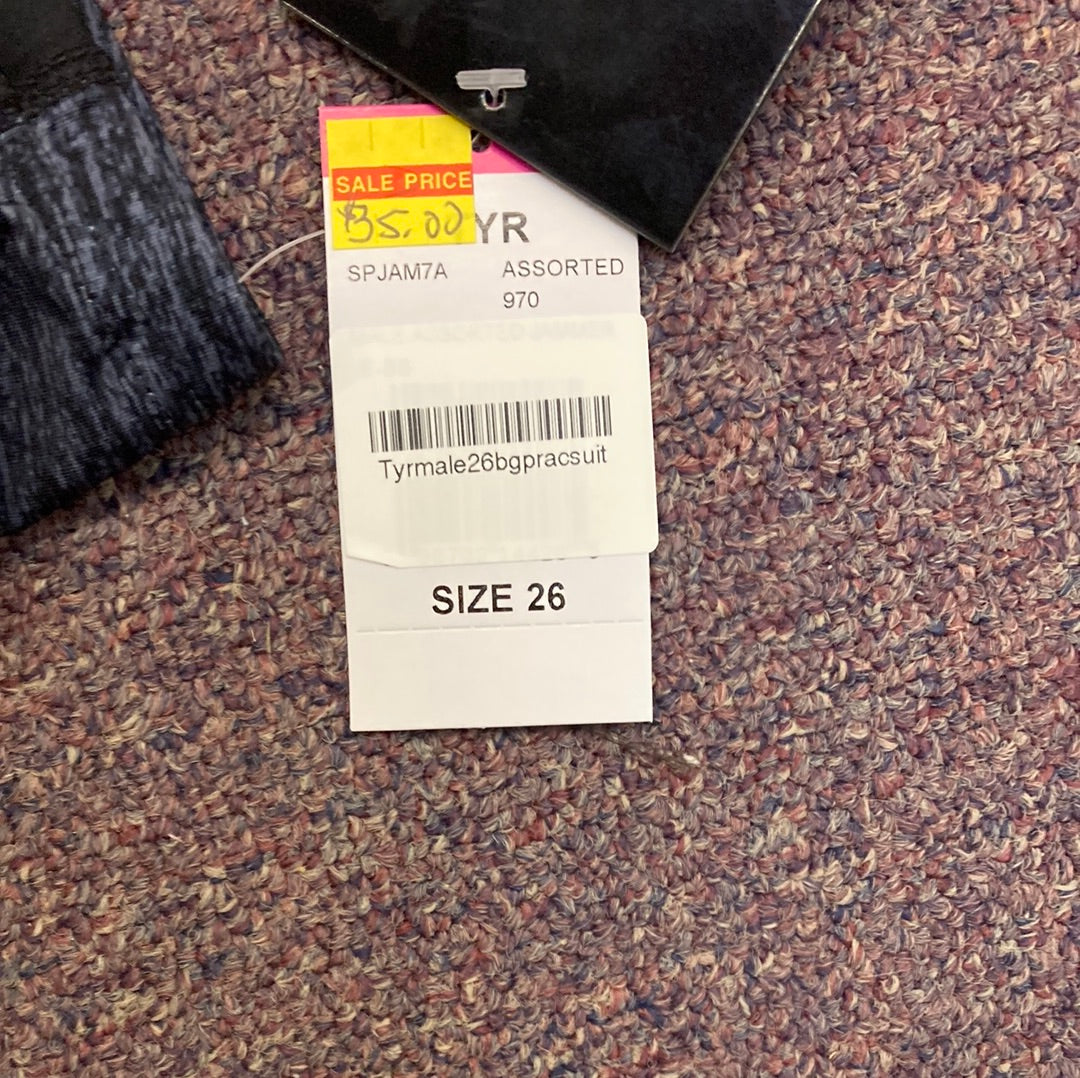 SALE PRICE
$35.00
YR
SPJAM7A ASSORTED
970
Tyrmale26bgpracsuit
SIZE 26